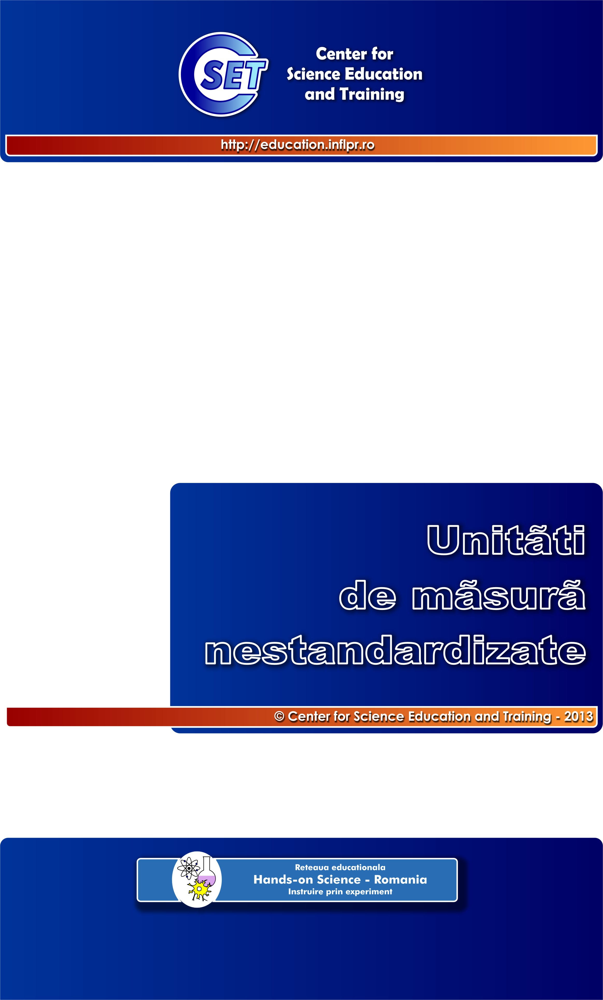 CSET
Center for
Science Education
and Training
http://education.inflpr.ro
Unitãti
de mãsurã
nestandardizate
© Center for Science Education and Training - 2013
Reteaua educationala
Hands-on Science - Romania
Instruire prin experiment